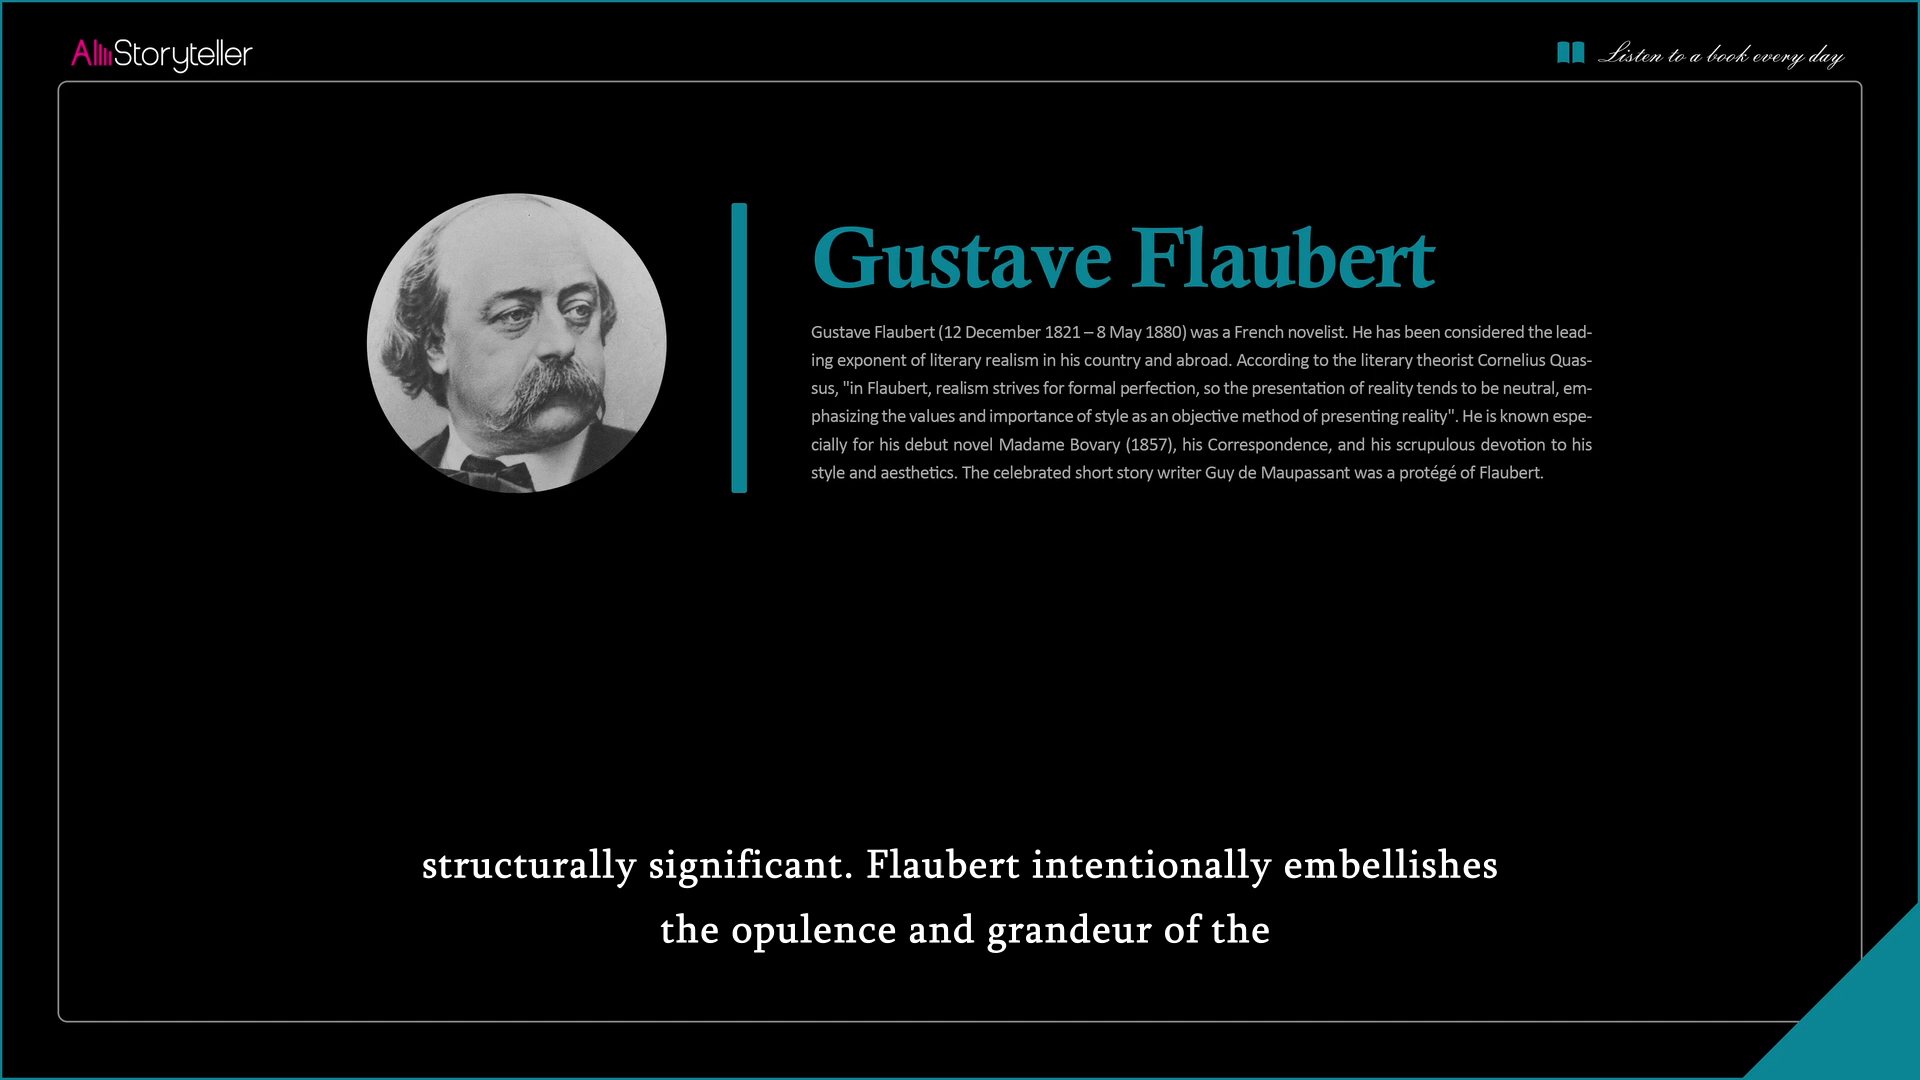 AllStoryteller
Listen to a book every day
Gustave Flaubert
Gustave Flaubert (12 December 1821 – 8 May 1880) was a French novelist. He has been considered the lead-
ing exponent of literary realism in his country and abroad. According to the literary theorist Cornelius Quas-
sus, "in Flaubert, realism strives for formal perfection, so the presentation of reality tends to be neutral, em-
phasizing the values and importance of style as an objective method of presenting reality". He is known espe-
cially for his debut novel Madame Bovary (1857), his Correspondence, and his scrupulous devotion to his
style and aesthetics. The celebrated short story writer Guy de Maupassant was a protégé of Flaubert.
structurally significant. Flaubert intentionally embellishes
the opulence and grandeur of the